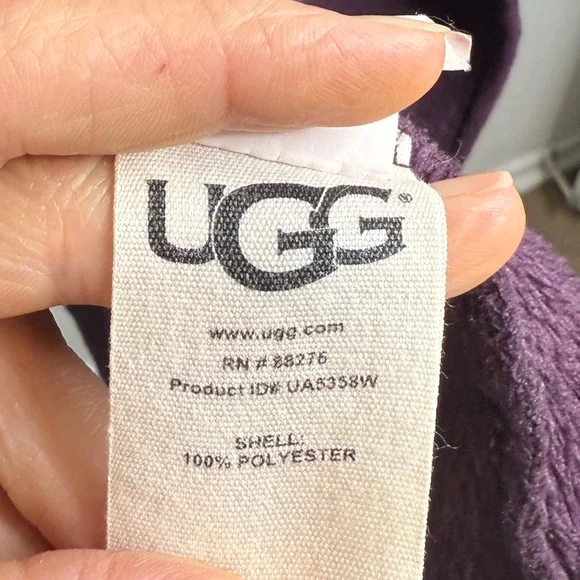 UGG®
www.ugg.com
RN # 88276
Product ID# UA5358W
SHELL:
100% POLYESTER